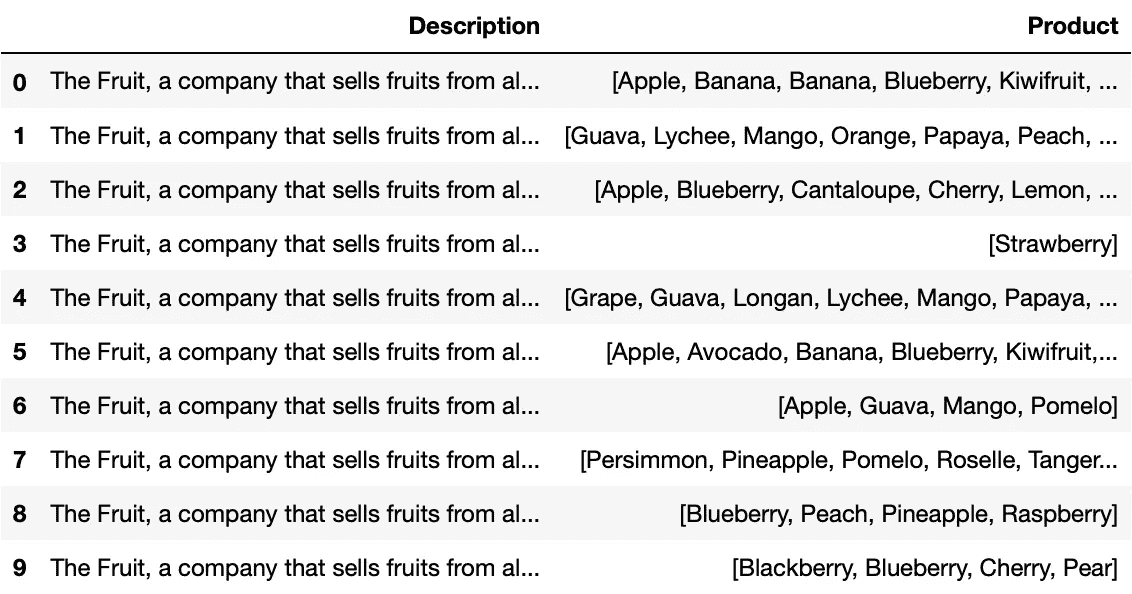 Description Product
0 The Fruit, a company that sells fruits from al... [Apple, Banana, Banana, Blueberry, Kiwifruit, ...
1 The Fruit, a company that sells fruits from al... [Guava, Lychee, Mango, Orange, Papaya, Peach, ...
2 The Fruit, a company that sells fruits from al... [Apple, Blueberry, Cantaloupe, Cherry, Lemon, ...
3 The Fruit, a company that sells fruits from al... [Strawberry]
4 The Fruit, a company that sells fruits from al... [Grape, Guava, Longan, Lychee, Mango, Papaya, ...
5 The Fruit, a company that sells fruits from al... [Apple, Avocado, Banana, Blueberry, Kiwifruit,...
6 The Fruit, a company that sells fruits from al... [Apple, Guava, Mango, Pomelo]
7 The Fruit, a company that sells fruits from al... [Persimmon, Pineapple, Pomelo, Roselle, Tanger...
8 The Fruit, a company that sells fruits from al... [Blueberry, Peach, Pineapple, Raspberry]
9 The Fruit, a company that sells fruits from al... [Blackberry, Blueberry, Cherry, Pear]